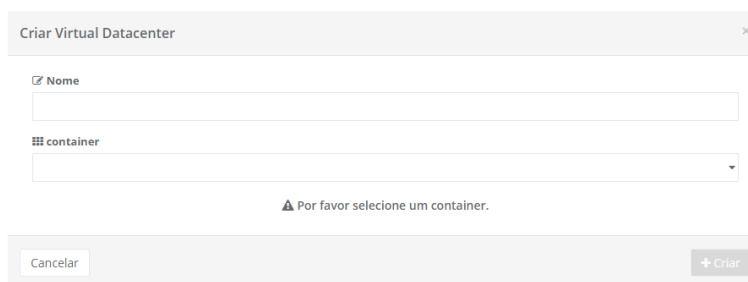 Criar Virtual Datacenter
Nome
container
Por favor selecione um container.
Cancelar
+ Criar